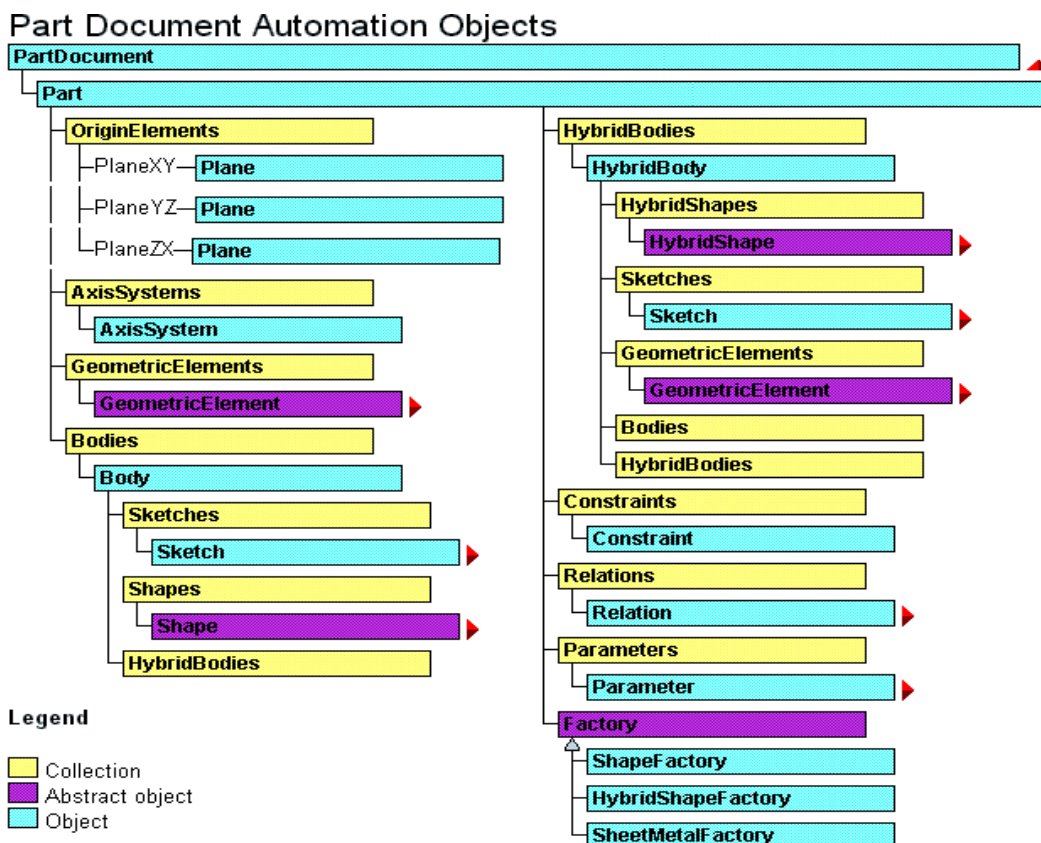 Part Document Automation Objects
PartDocument
Part
OriginElements
PlaneXY Plane
PlaneYZ Plane
PlaneZX Plane
AxisSystems
AxisSystem
GeometricElements
GeometricElement
Bodies
Body
Sketches
Sketch
Shapes
Shape
HybridBodies
HybridBodies
HybridBody
HybridShapes
HybridShape
Sketches
Sketch
GeometricElements
GeometricElement
Bodies
HybridBodies
Constraints
Constraint
Relations
Relation
Parameters
Parameter
Factory
ShapeFactory
HybridShapeFactory
SheetMetalFactory
Legend
Collection
Abstract object
Object